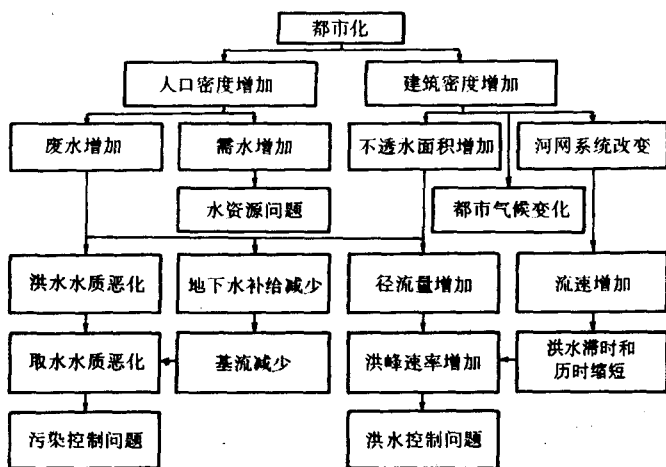 都市化
人口密度增加
建筑密度增加
废水增加
需水增加
不透水面积增加
河网系统改变
水资源问题
都市气候变化
洪水水质恶化
地下水补给减少
径流量增加
流速增加
取水水质恶化
基流减少
洪峰速率增加
洪水滞时和
历时缩短
污染控制问题
洪水控制问题